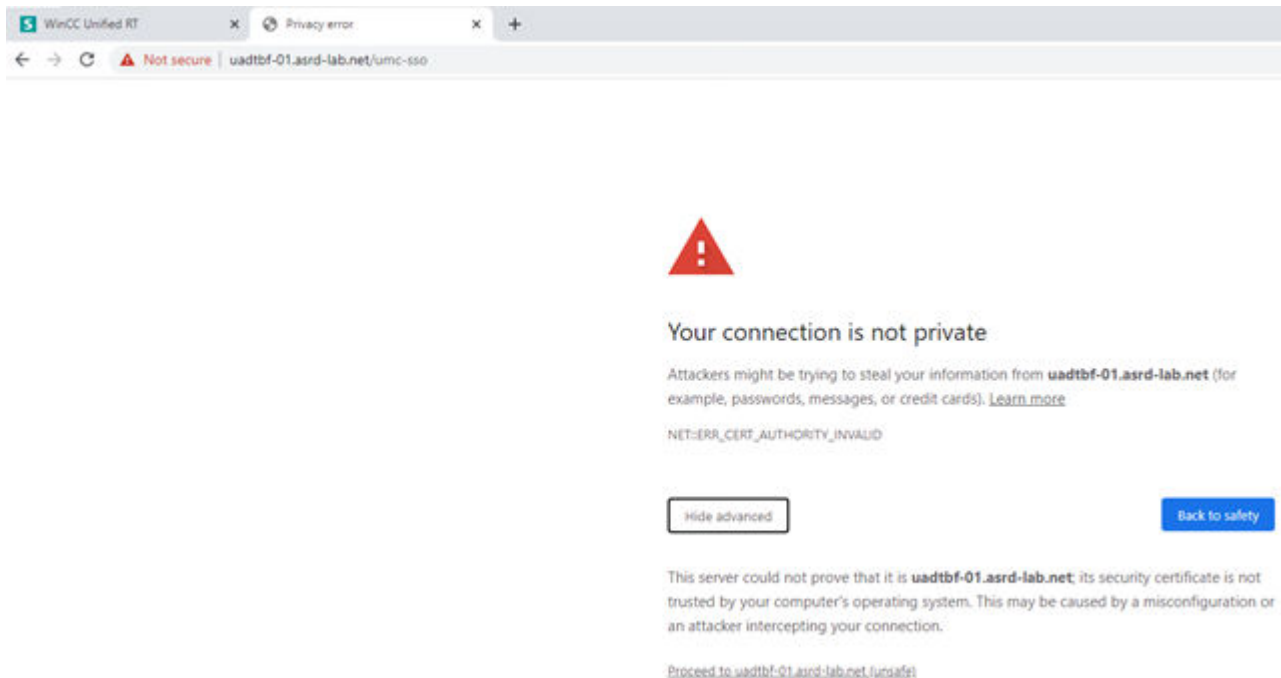 WinCC Unified RT
Privacy error
Not secure | uadtbf-01.asrd-lab.net/umc-sso
Your connection is not private
Attackers might be trying to steal your information from uadtbf-01.asrd-lab.net (for
example, passwords, messages, or credit cards). Learn more
NET::ERR_CERT_AUTHORITY_INVALID
Hide advanced
Back to safety
This server could not prove that it is uadtbf-01.asrd-lab.net; its security certificate is not
trusted by your computer's operating system. This may be caused by a misconfiguration or
an attacker intercepting your connection.
Proceed to uadtbf-01.asrd-lab.net (unsafe)